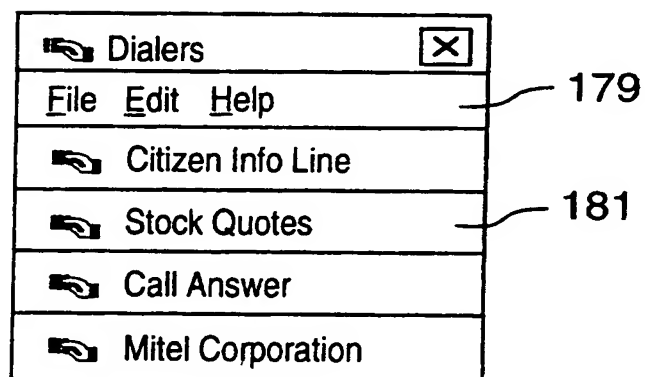 Dialers
File Edit Help 179
Citizen Info Line
Stock Quotes 181
Call Answer
Mitel Corporation